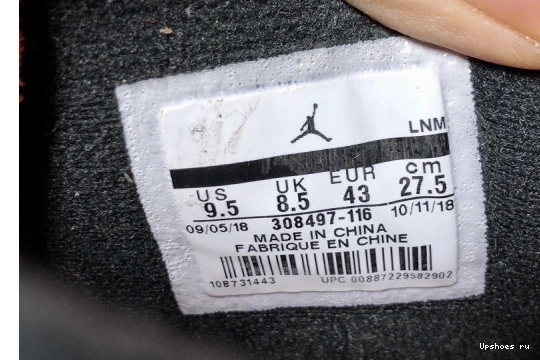 LNM
US UK EUR cm
9.5 8.5 43 27.5
09/05/18 308497-116 10/11/18
MADE IN CHINA
FABRIQUE EN CHINE
108731443 UPC 00887229582902
Upshoes ru